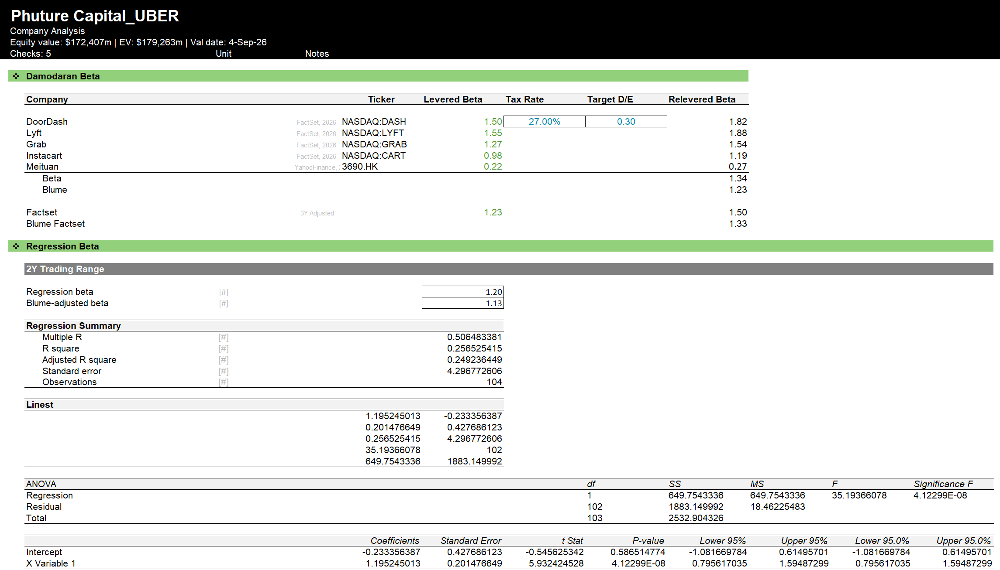 Phuture Capital_UBER
Company Analysis
Equity value: $172,407m | EV: $179,263m | Val date: 4-Sep-26
Checks: 5 Unit Notes
❖ Damodaran Beta
Company Ticker Levered Beta Tax Rate Target D/E Relevered Beta
DoorDash FactSet, 2026 NASDAQ:DASH 1.50 27.00% 0.30 1.82
Lyft FactSet, 2026 NASDAQ:LYFT 1.55 1.88
Grab FactSet, 2026 NASDAQ:GRAB 1.27 1.54
Instacart FactSet, 2026 NASDAQ:CART 0.98 1.19
Meituan YahooFinance, 3690.HK 0.22 0.27
Beta 1.34
Blume 1.23
Factset 3Y Adjusted 1.23 1.50
Blume Factset 1.33
❖ Regression Beta
2Y Trading Range
Regression beta [#] 1.20
Blume-adjusted beta [#] 1.13
Regression Summary
Multiple R [#] 0.506483381
R square [#] 0.256525415
Adjusted R square [#] 0.249236449
Standard error [#] 4.296772606
Observations [#] 104
Linest
1.195245013 -0.233356387
0.201476649 0.427686123
0.256525415 4.296772606
35.19366078 102
649.7543336 1883.149992
ANOVA df SS MS F Significance F
Regression 1 649.7543336 649.7543336 35.19366078 4.12299E-08
Residual 102 1883.149992 18.46225483
Total 103 2532.904326
Coefficients Standard Error t Stat P-value Lower 95% Upper 95% Lower 95.0% Upper 95.0%
Intercept -0.233356387 0.427686123 -0.545625342 0.586514774 -1.081669784 0.61495701 -1.081669784 0.61495701
X Variable 1 1.195245013 0.201476649 5.932424528 4.12299E-08 0.795617035 1.59487299 0.795617035 1.59487299